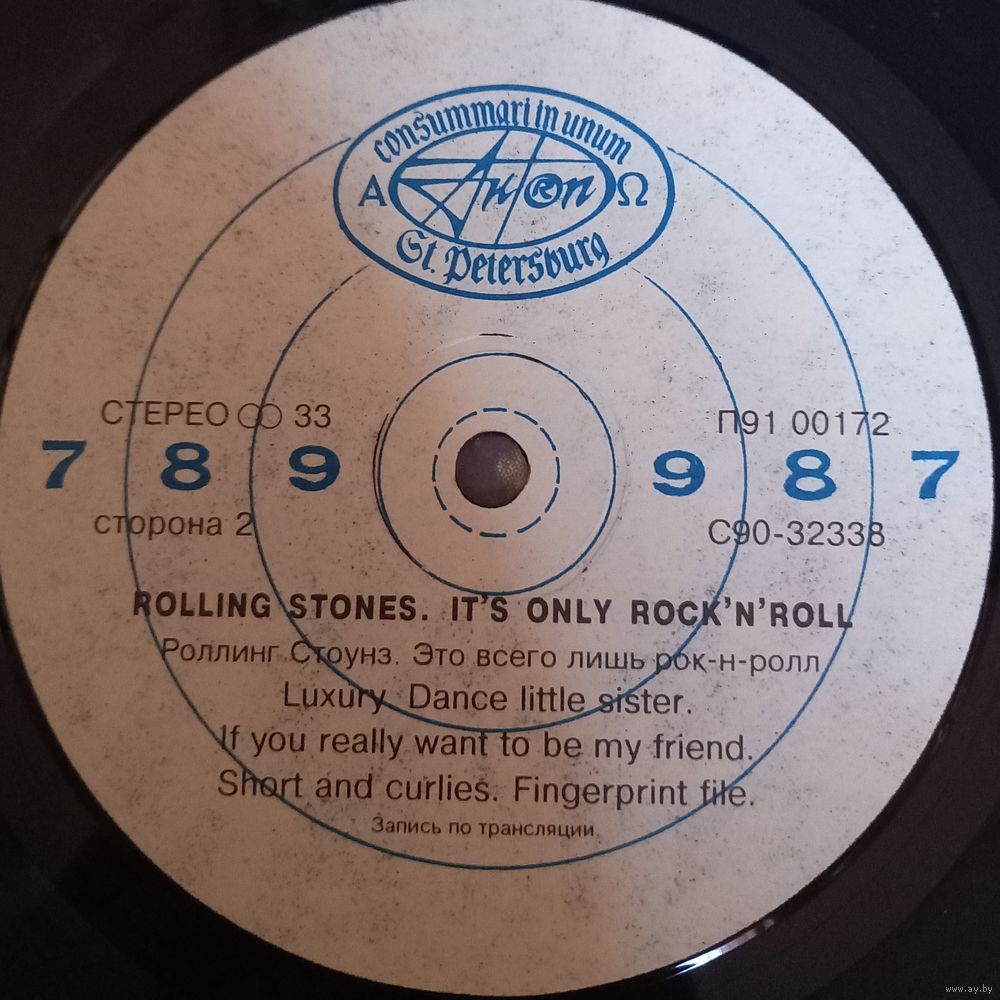 consummari in unum
Α АнТроп Ω
St. Petersburg
СТЕРЕО 33
П91 00172
7 8 9 9 8 7
сторона 2
С90-32338
ROLLING STONES. IT'S ONLY ROCK'N'ROLL
Роллинг Стоунз. Это всего лишь рок-н-ролл
Luxury. Dance little sister.
If you really want to be my friend.
Short and curlies. Fingerprint file.
Запись по трансляции.
www.ay.by